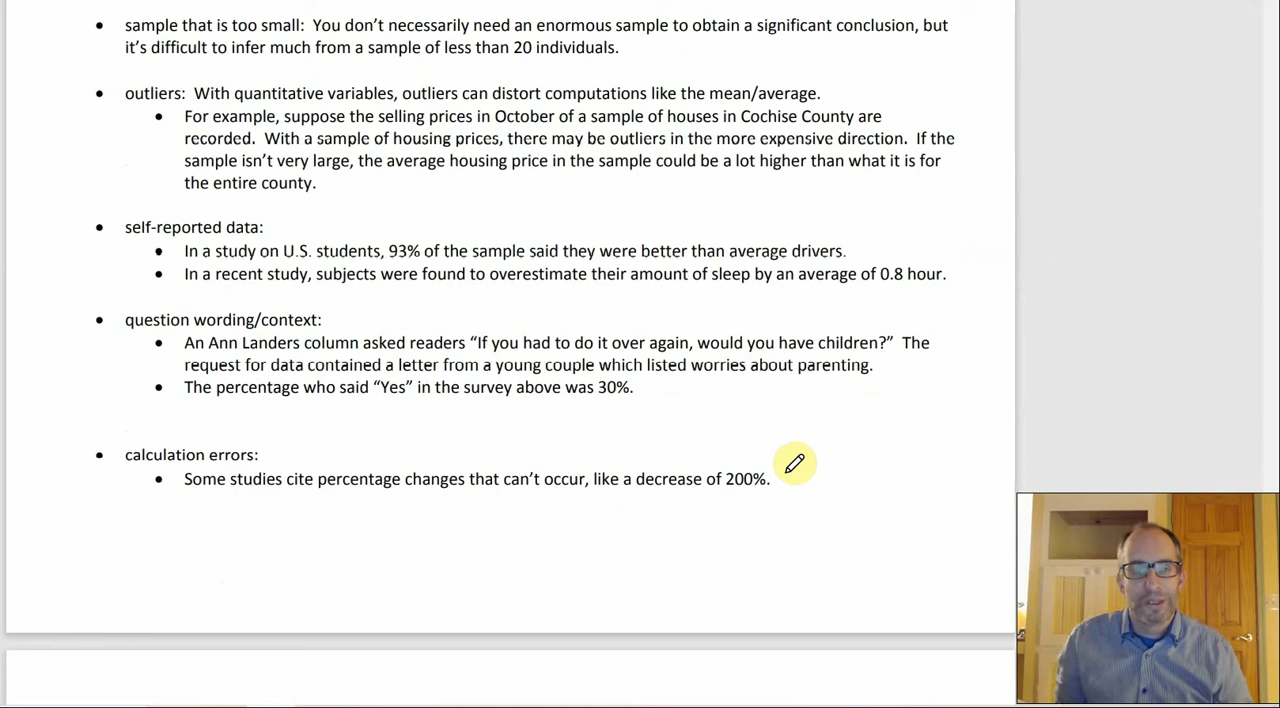 • sample that is too small:  You don’t necessarily need an enormous sample to obtain a significant conclusion, but
it’s difficult to infer much from a sample of less than 20 individuals.
• outliers:  With quantitative variables, outliers can distort computations like the mean/average.
• For example, suppose the selling prices in October of a sample of houses in Cochise County are
recorded.  With a sample of housing prices, there may be outliers in the more expensive direction.  If the
sample isn’t very large, the average housing price in the sample could be a lot higher than what it is for
the entire county.
• self-reported data:
• In a study on U.S. students, 93% of the sample said they were better than average drivers.
• In a recent study, subjects were found to overestimate their amount of sleep by an average of 0.8 hour.
• question wording/context:
• An Ann Landers column asked readers “If you had to do it over again, would you have children?”  The
request for data contained a letter from a young couple which listed worries about parenting.
• The percentage who said “Yes” in the survey above was 30%.
• calculation errors:
• Some studies cite percentage changes that can’t occur, like a decrease of 200%.